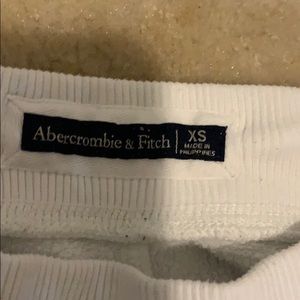 Abercrombie & Fitch
XS
MADE IN
PHILIPPINES